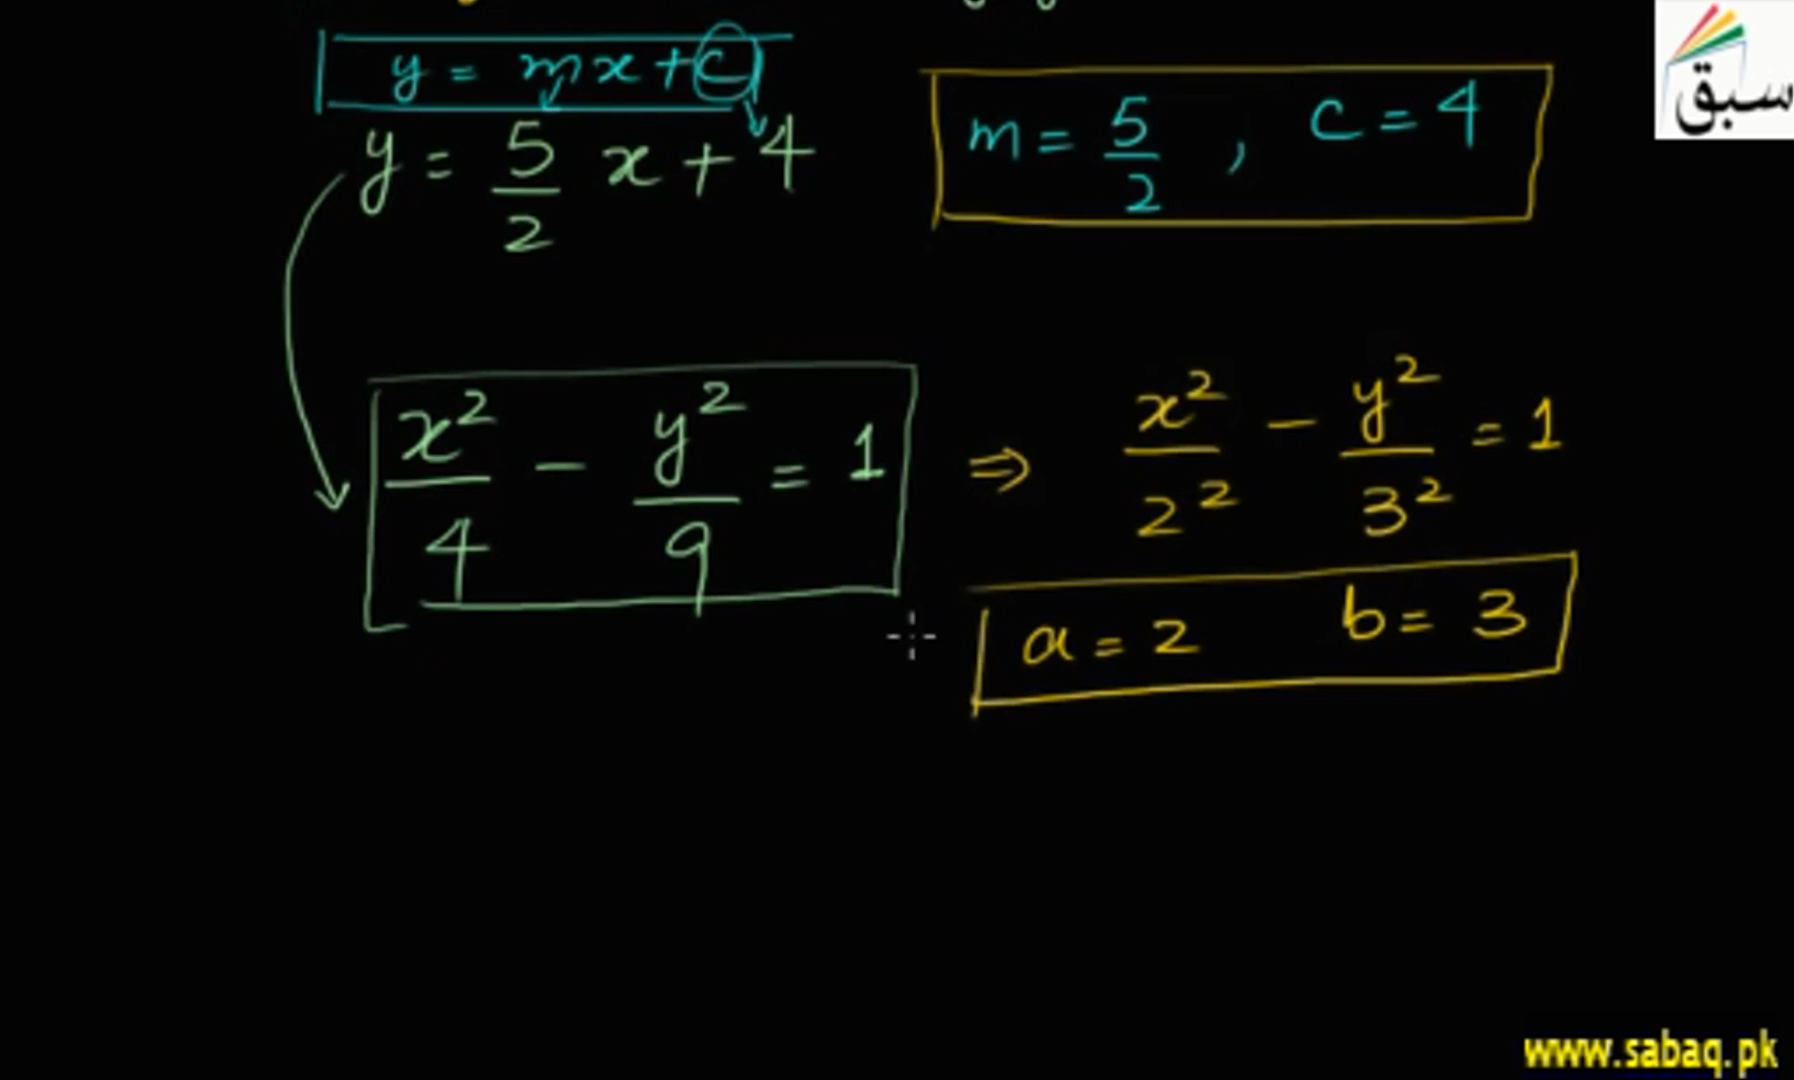 y = mx + c
y = 5/2 x + 4
m = 5/2 , c = 4
سبق
x²/4 − y²/9 = 1 ⇒ x²/2² − y²/3² = 1
a = 2 b = 3
www.sabaq.pk